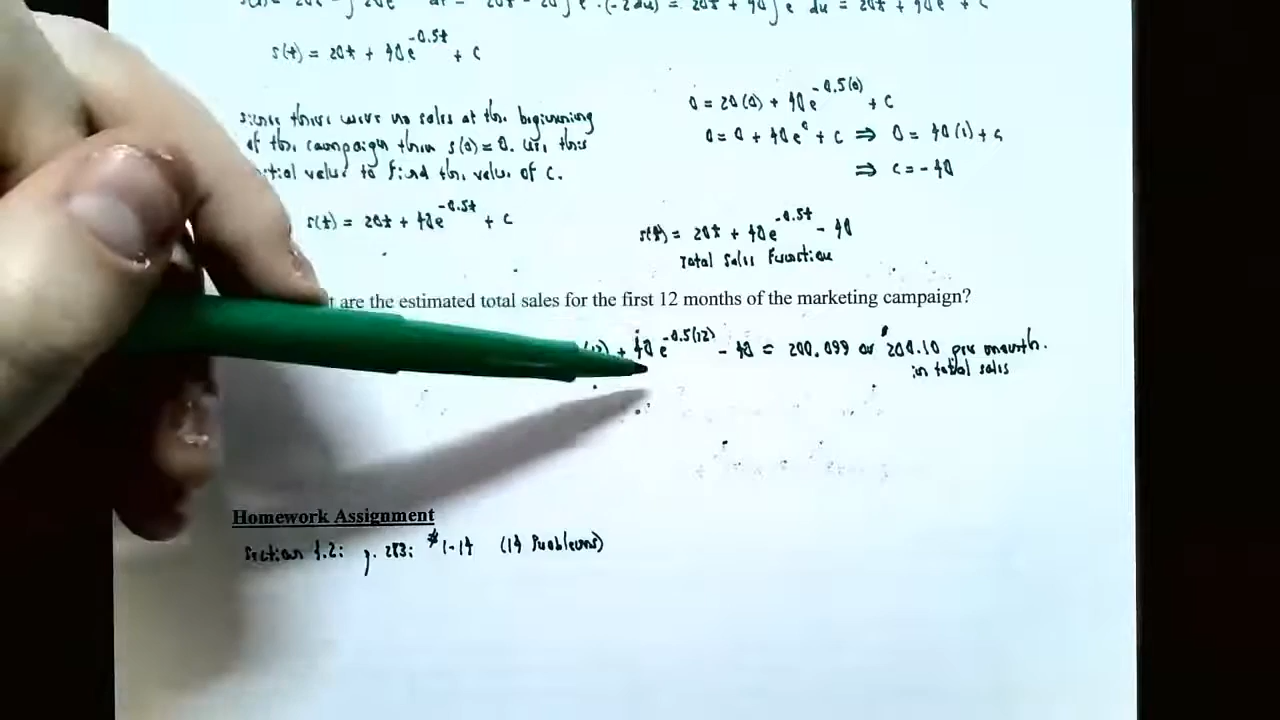 s(t) = 20t + 40e^-0.5t + c
0 = 20(0) + 40e^-0.5(0) + c
since there were no sales at the beginning
0 = 0 + 40e^0 + c ⇒ 0 = 40(1) + c
of the campaign then s(0) = 0. Use this
value to find the value of c.
⇒ c = -40
s(t) = 20t + 40e^-0.5t + c
s(t) = 20t + 40e^-0.5t - 40
Total Sales Function
are the estimated total sales for the first 12 months of the marketing campaign?
+ 40e^-0.5(12) - 40 = 200.099 or 200.10 per month.
in total sales
Homework Assignment
Section 4.2: p. 283: #1-14 (14 Problems)